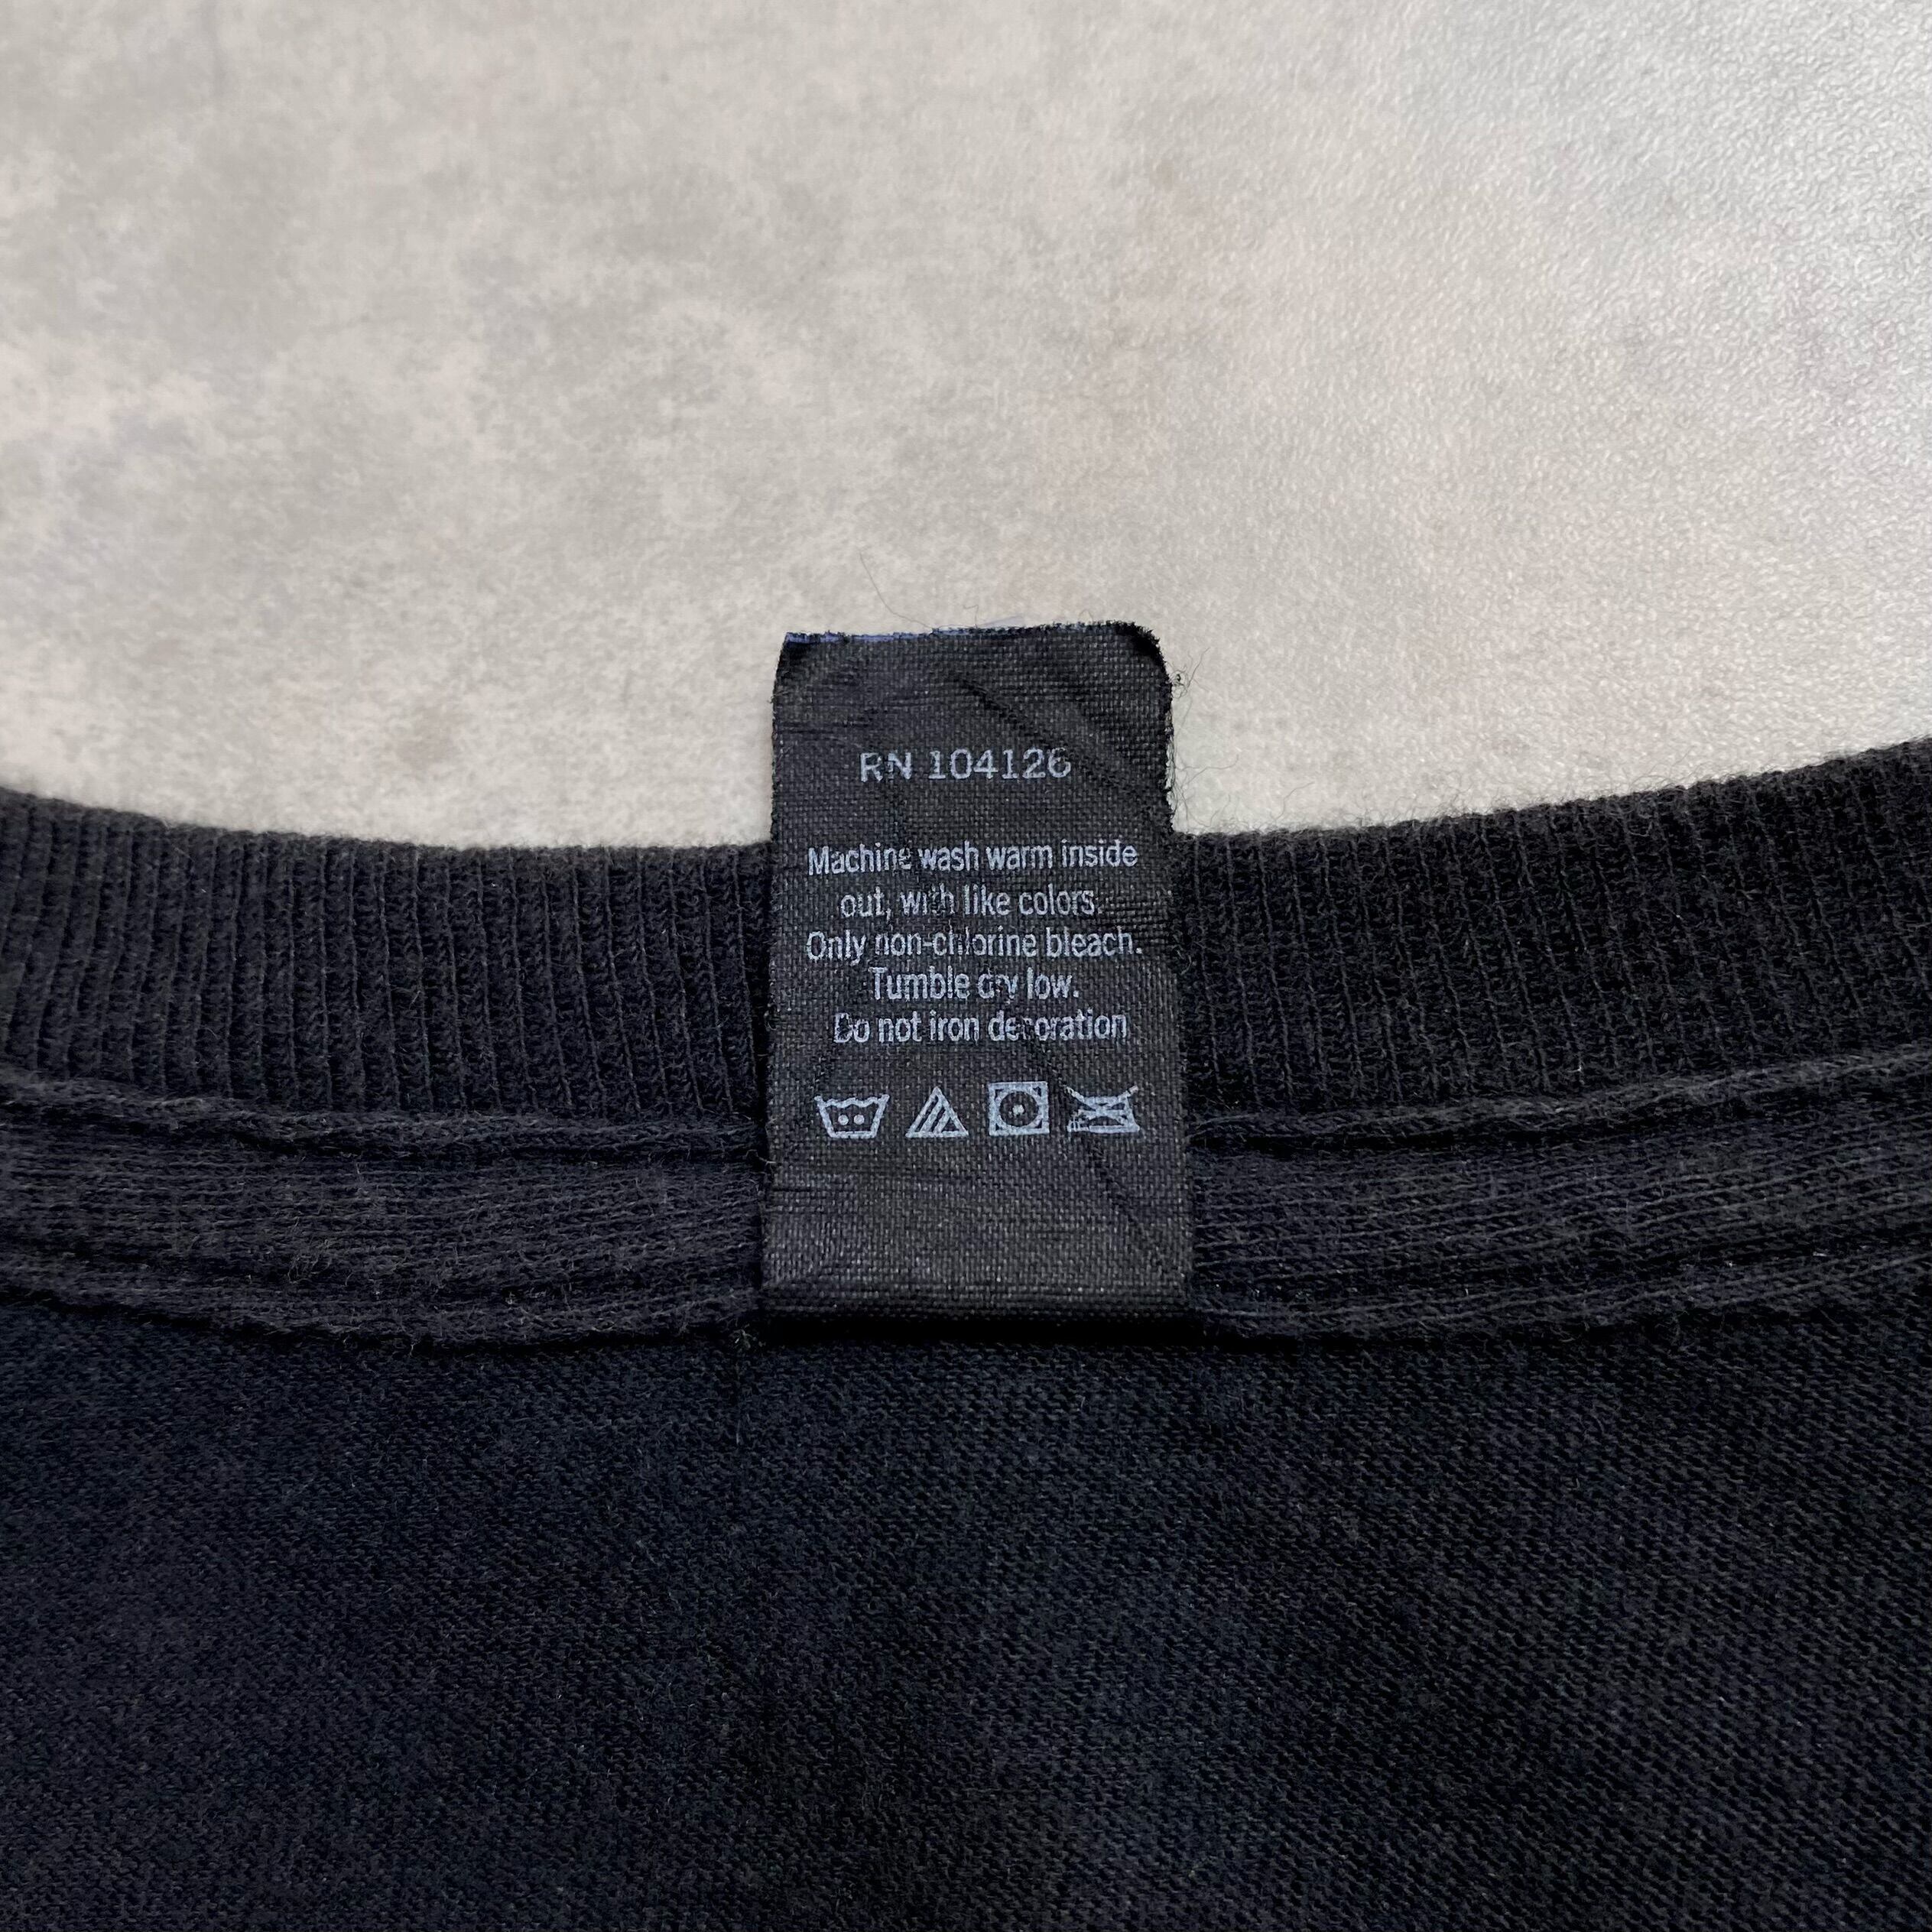 RN 104126
Machine wash warm inside
out, with like colors.
Only non-chlorine bleach.
Tumble dry low.
Do not iron decoration